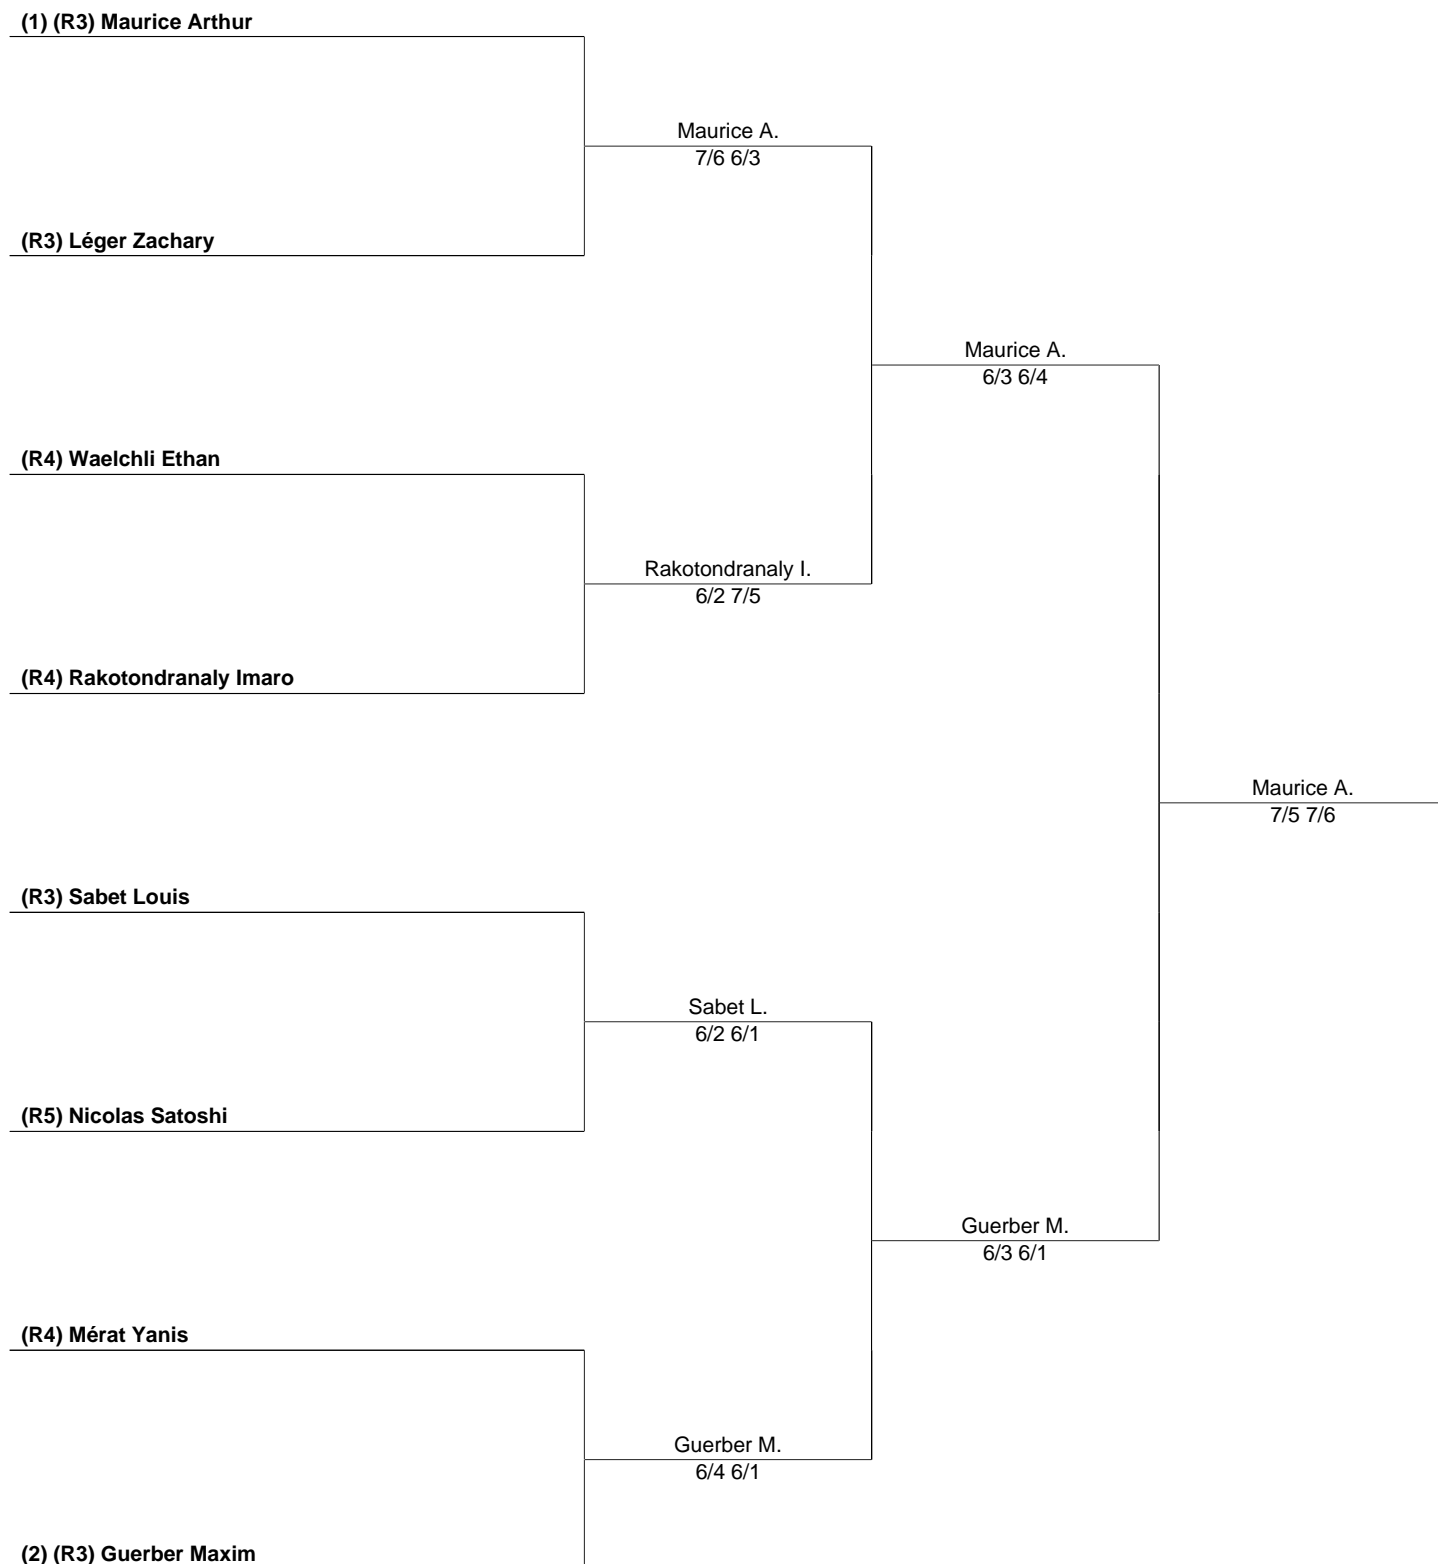 (1) (R3) Maurice Arthur
Maurice A.
7/6 6/3
(R3) Léger Zachary
Maurice A.
6/3 6/4
(R4) Waelchli Ethan
Rakotondranaly I.
6/2 7/5
(R4) Rakotondranaly Imaro
Maurice A.
7/5 7/6
(R3) Sabet Louis
Sabet L.
6/2 6/1
(R5) Nicolas Satoshi
Guerber M.
6/3 6/1
(R4) Mérat Yanis
Guerber M.
6/4 6/1
(2) (R3) Guerber Maxim